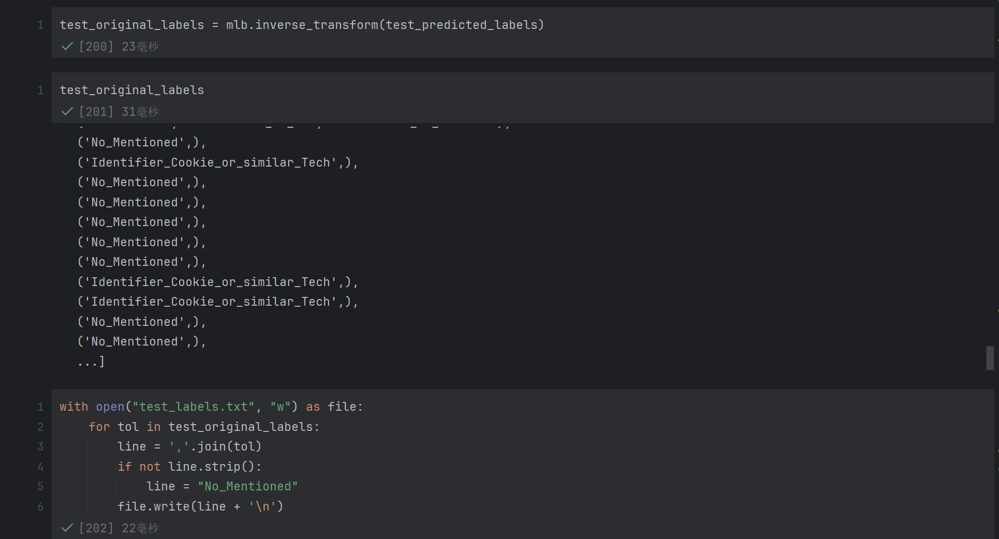 1 test_original_labels = mlb.inverse_transform(test_predicted_labels)
[200] 23毫秒
1 test_original_labels
[201] 31毫秒
('No_Mentioned',),
('Identifier_Cookie_or_similar_Tech',),
('No_Mentioned',),
('No_Mentioned',),
('No_Mentioned',),
('No_Mentioned',),
('No_Mentioned',),
('Identifier_Cookie_or_similar_Tech',),
('Identifier_Cookie_or_similar_Tech',),
('No_Mentioned',),
('No_Mentioned',),
...]
1 with open("test_labels.txt", "w") as file:
2     for tol in test_original_labels:
3         line = ','.join(tol)
4         if not line.strip():
5             line = "No_Mentioned"
6         file.write(line + '\n')
[202] 22毫秒